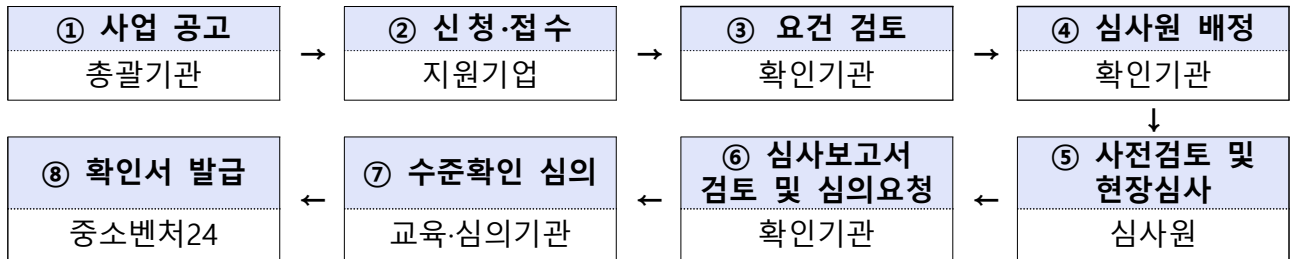 ① 사업 공고
총괄기관
→
② 신청·접수
지원기업
→
③ 요건 검토
확인기관
→
④ 심사원 배정
확인기관
↓
⑤ 사전검토 및
현장심사
심사원
←
⑥ 심사보고서
검토 및 심의요청
확인기관
←
⑦ 수준확인 심의
교육·심의기관
←
⑧ 확인서 발급
중소벤처24